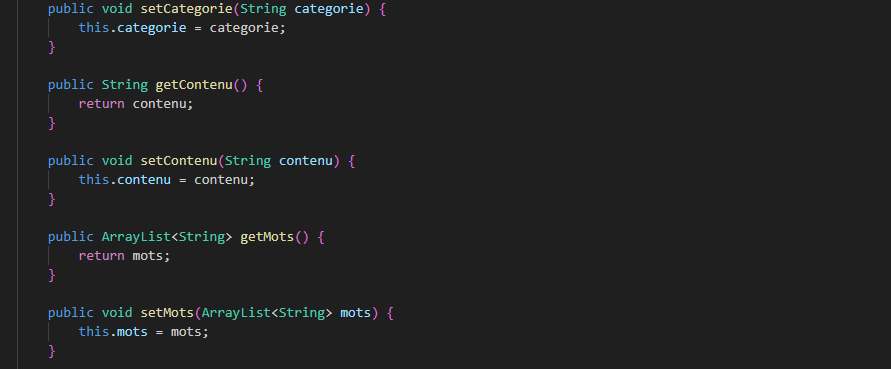 public void setCategorie(String categorie) {
this.categorie = categorie;
}
public String getContenu() {
return contenu;
}
public void setContenu(String contenu) {
this.contenu = contenu;
}
public ArrayList<String> getMots() {
return mots;
}
public void setMots(ArrayList<String> mots) {
this.mots = mots;
}